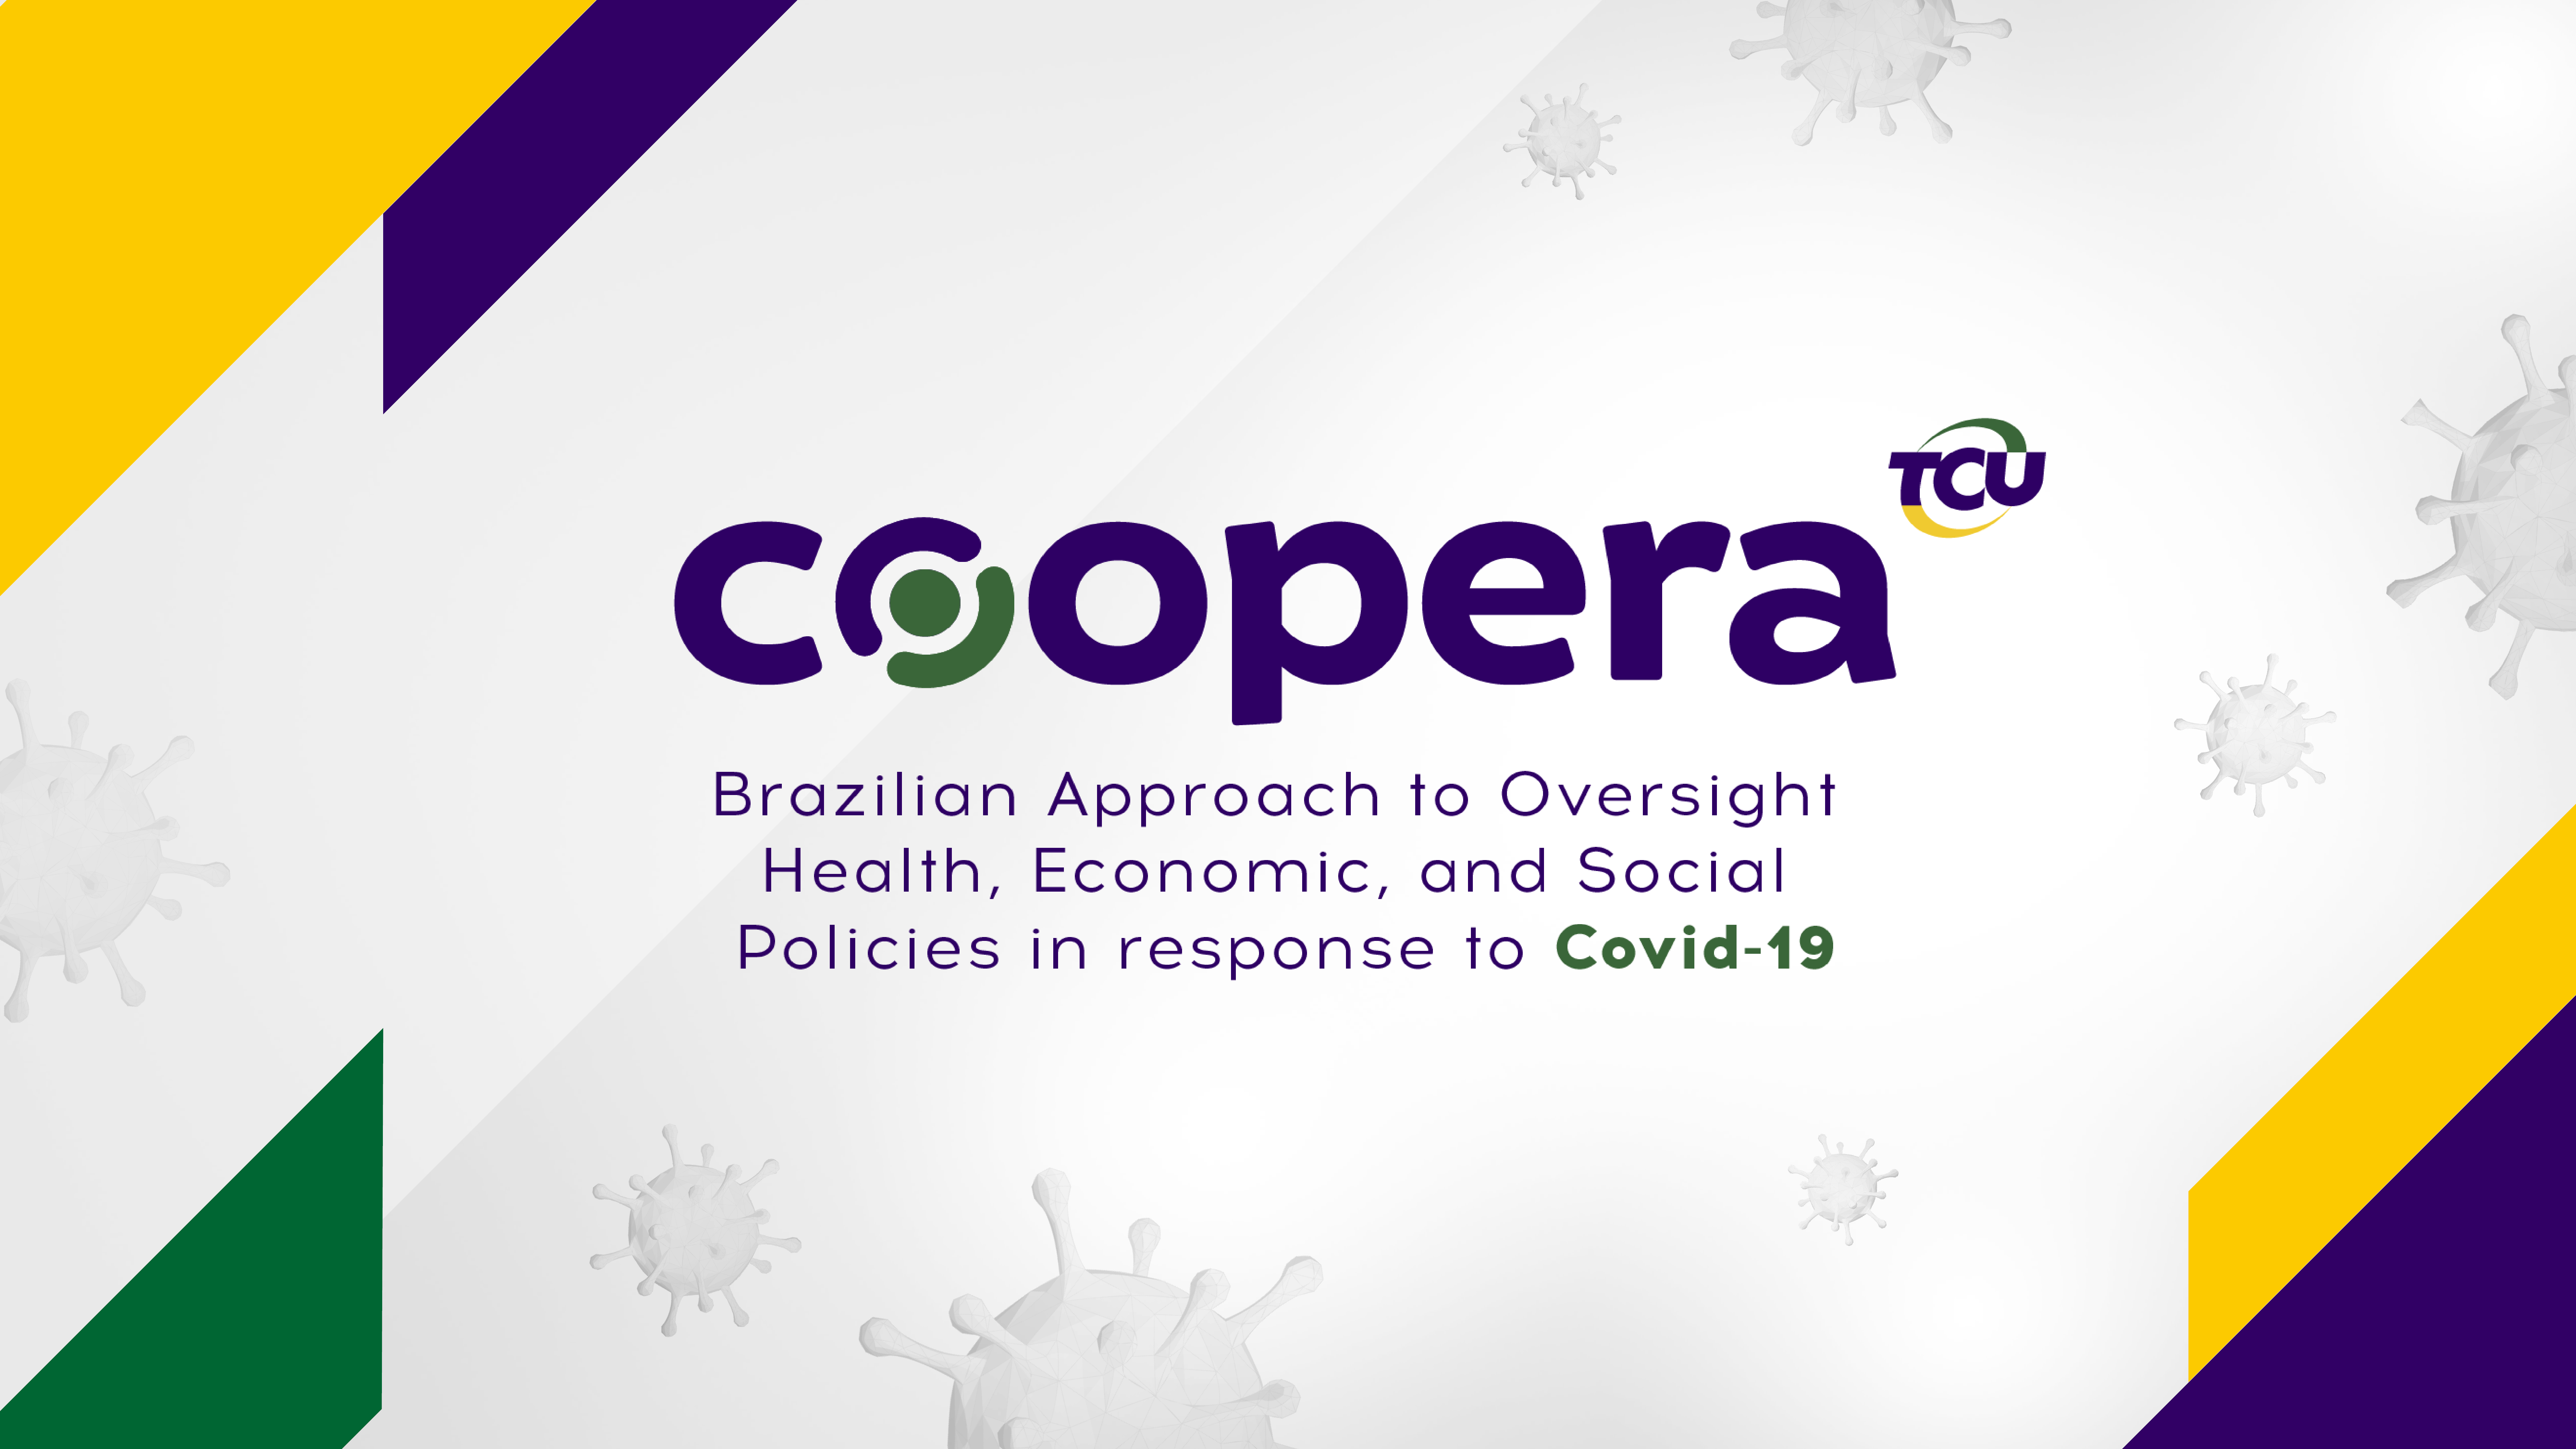 TCU
coopera
Brazilian Approach to Oversight
Health, Economic, and Social
Policies in response to Covid-19